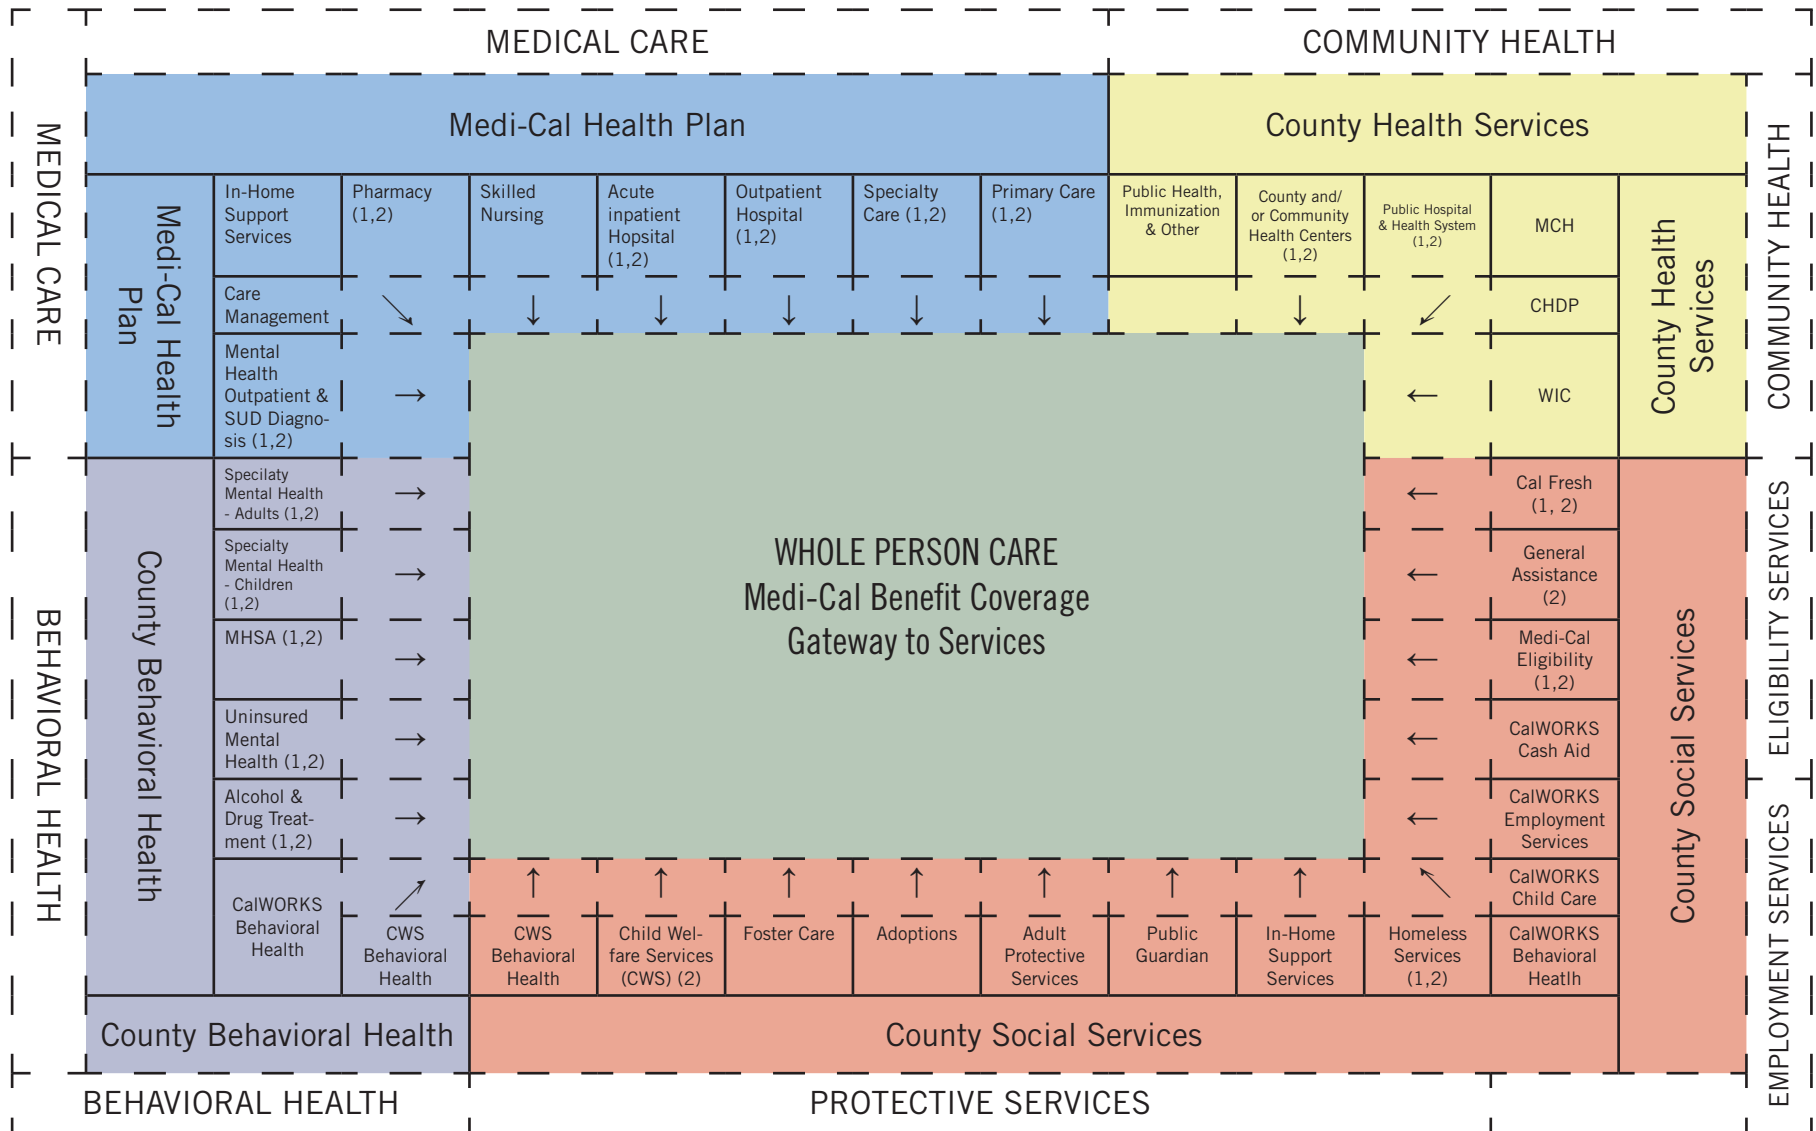 MEDICAL CARE
COMMUNITY HEALTH
MEDICAL CARE
COMMUNITY HEALTH
Medi-Cal Health Plan
County Health Services
Medi-Cal Health
Plan
In-Home
Support
Services
Pharmacy
(1,2)
Skilled
Nursing
Acute
inpatient
Hopsital
(1,2)
Outpatient
Hospital
(1,2)
Specialty
Care (1,2)
Primary Care
(1,2)
Public Health,
Immunization
& Other
County and/
or Community
Health Centers
(1,2)
Public Hospital
& Health System
(1,2)
MCH
County Health
Services
Care
Management
↘
↓
↓
↓
↓
↓
↓
↙
CHDP
Mental
Health
Outpatient &
SUD Diagno-
sis (1,2)
→
←
WIC
BEHAVIORAL HEALTH
County Behavioral Health
Specilaty
Mental Health
- Adults (1,2)
→
Specialty
Mental Health
- Children
(1,2)
→
MHSA (1,2)
→
Uninsured
Mental
Health (1,2)
→
Alcohol &
Drug Treat-
ment (1,2)
→
WHOLE PERSON CARE
Medi-Cal Benefit Coverage
Gateway to Services
←
Cal Fresh
(1, 2)
←
General
Assistance
(2)
←
Medi-Cal
Eligibility
(1,2)
←
CalWORKS
Cash Aid
←
CalWORKS
Employment
Services
County Social Services
ELIGIBILITY SERVICES
EMPLOYMENT SERVICES
CalWORKS
Behavioral
Health
↗
↑
↑
↑
↑
↑
↑
↑
↖
CalWORKS
Child Care
CWS
Behavioral
Health
CWS
Behavioral
Health
Child Wel-
fare Services
(CWS) (2)
Foster Care
Adoptions
Adult
Protective
Services
Public
Guardian
In-Home
Support
Services
Homeless
Services
(1,2)
CalWORKS
Behavioral
Heatlh
County Behavioral Health
County Social Services
BEHAVIORAL HEALTH
PROTECTIVE SERVICES